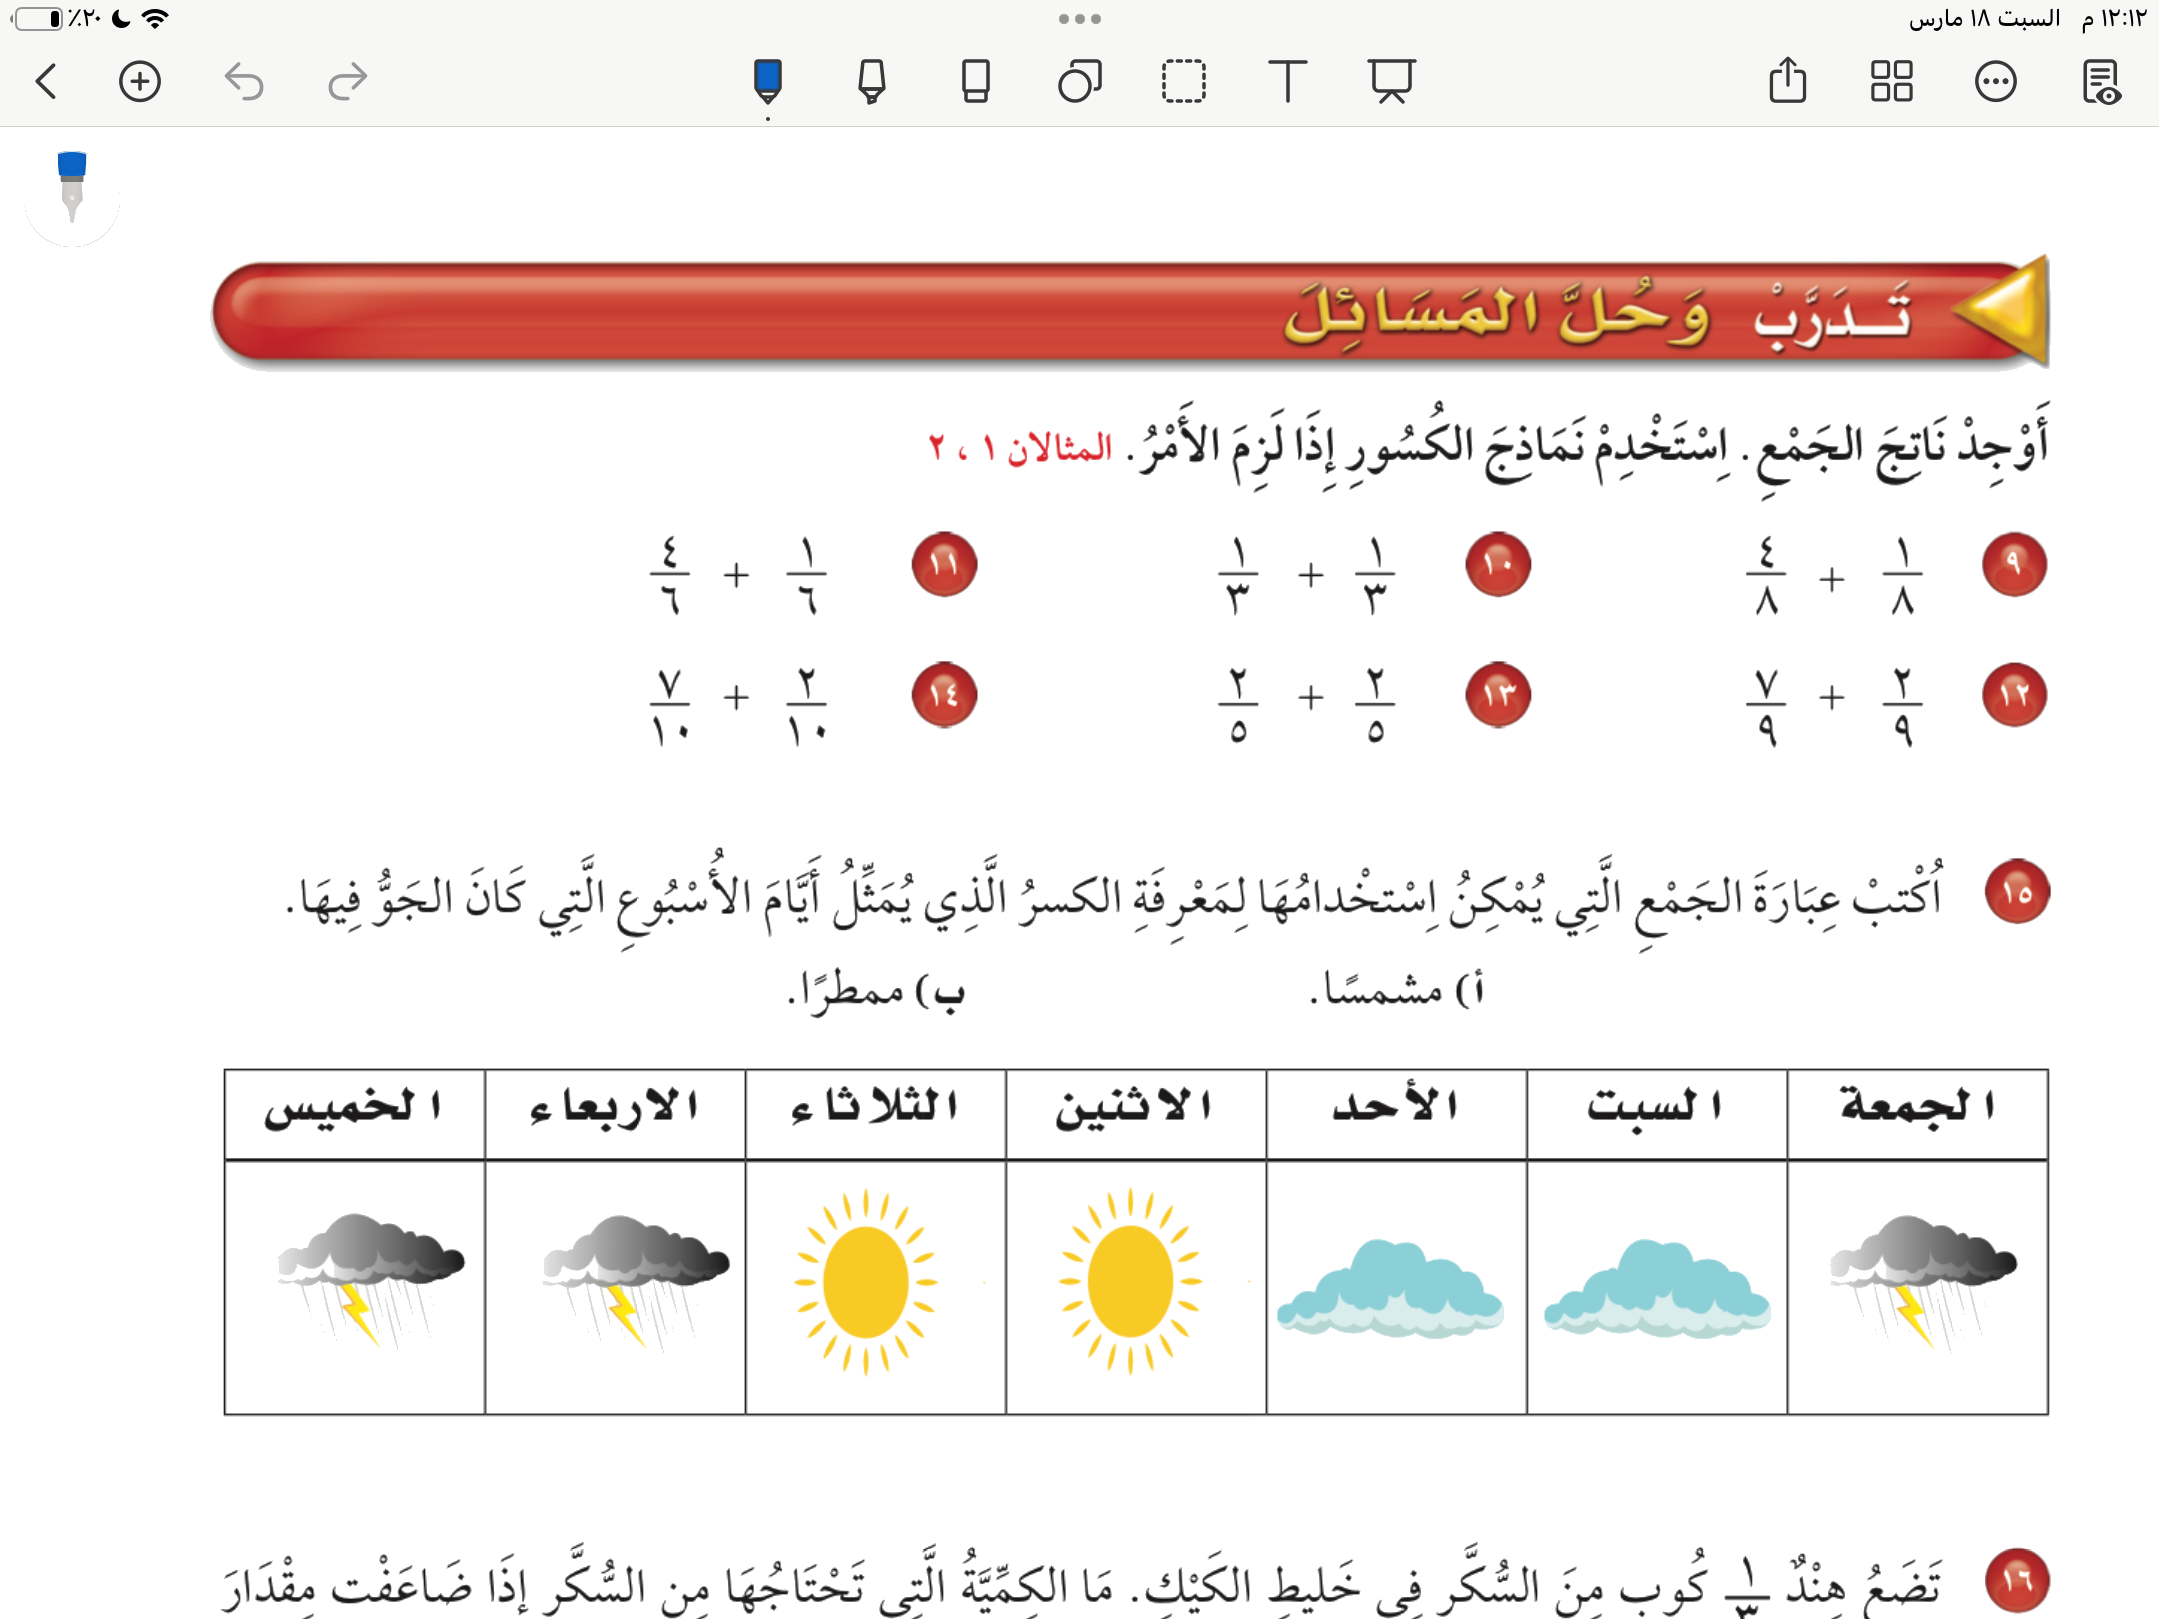 ١٢:١٢ م السبت ١٨ مارس
٢٠٪
تَـدَرَّبْ وَحُلَّ المَسَائِلَ
أَوْجِدْ نَاتِجَ الجَمْعِ. اِسْتَخْدِمْ نَمَاذِجَ الكُسُورِ إِذَا لَزِمَ الأَمْرُ. المثالان ١ ، ٢
٩ ١/٨ + ٤/٨ ١٠ ١/٣ + ١/٣ ١١ ١/٦ + ٤/٦
١٢ ٢/٩ + ٧/٩ ١٣ ٢/٥ + ٢/٥ ١٤ ٢/١٠ + ٧/١٠
١٥ اُكْتبْ عِبَارَةَ الجَمْعِ الَّتِي يُمْكِنُ اِسْتخْدامُهَا لِمَعْرِفَةِ الكسرُ الَّذِي يُمَثِّلُ أَيَّامَ الأُسْبُوعِ الَّتِي كَانَ الجَوُّ فِيهَا.
أ) مشمسًا. ب) ممطرًا.
الجمعة السبت الأحد الاثنين الثلاثاء الاربعاء الخميس
١٦ تَضَعُ هِنْدٌ ١/٣ كُوبٍ مِنَ السُّكَّرِ فِي خَلِيطِ الكَيْكِ. مَا الكِمِّيَّةُ الَّتِي تَحْتَاجُهَا مِن السُّكَّر إِذَا ضَاعَفْت مِقْدَارَ